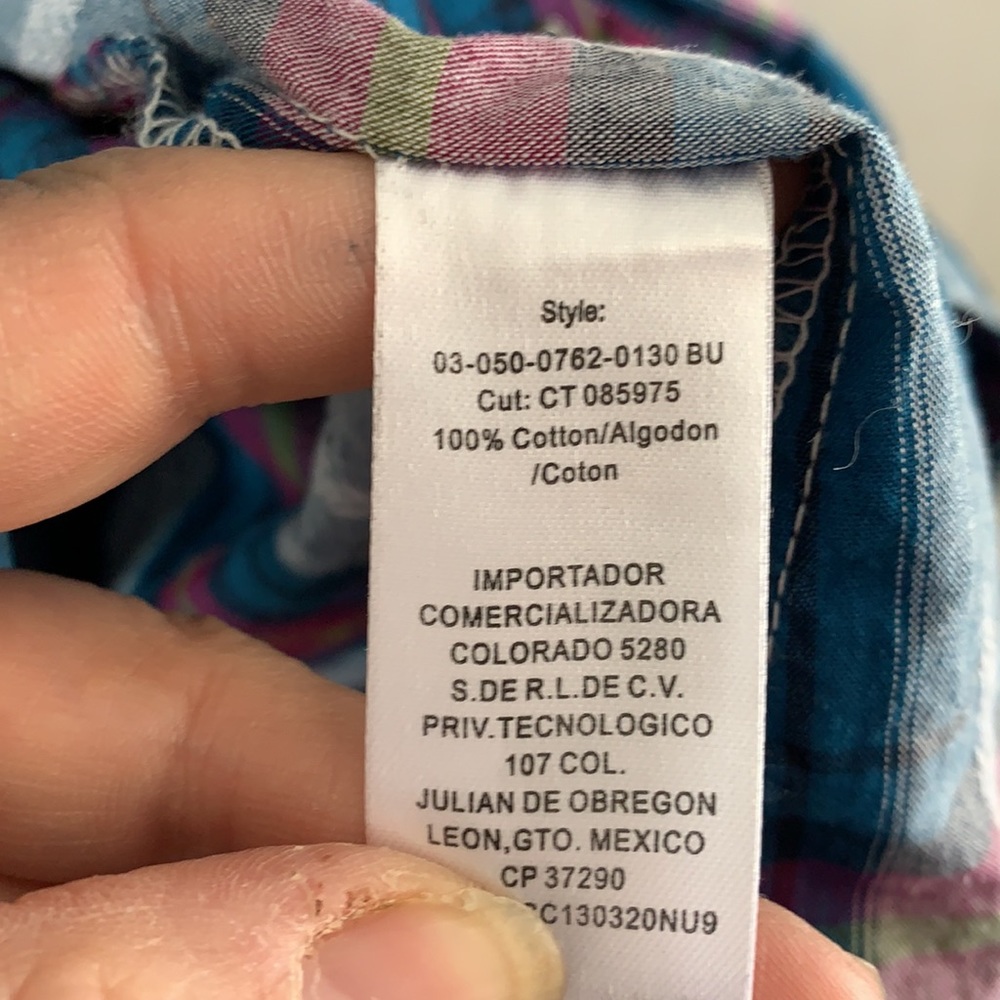 Style:
03-050-0762-0130 BU
Cut: CT 085975
100% Cotton/Algodon
/Coton
IMPORTADOR
COMERCIALIZADORA
COLORADO 5280
S.DE R.L.DE C.V.
PRIV.TECNOLOGICO
107 COL.
JULIAN DE OBREGON
LEON,GTO. MEXICO
CP 37290